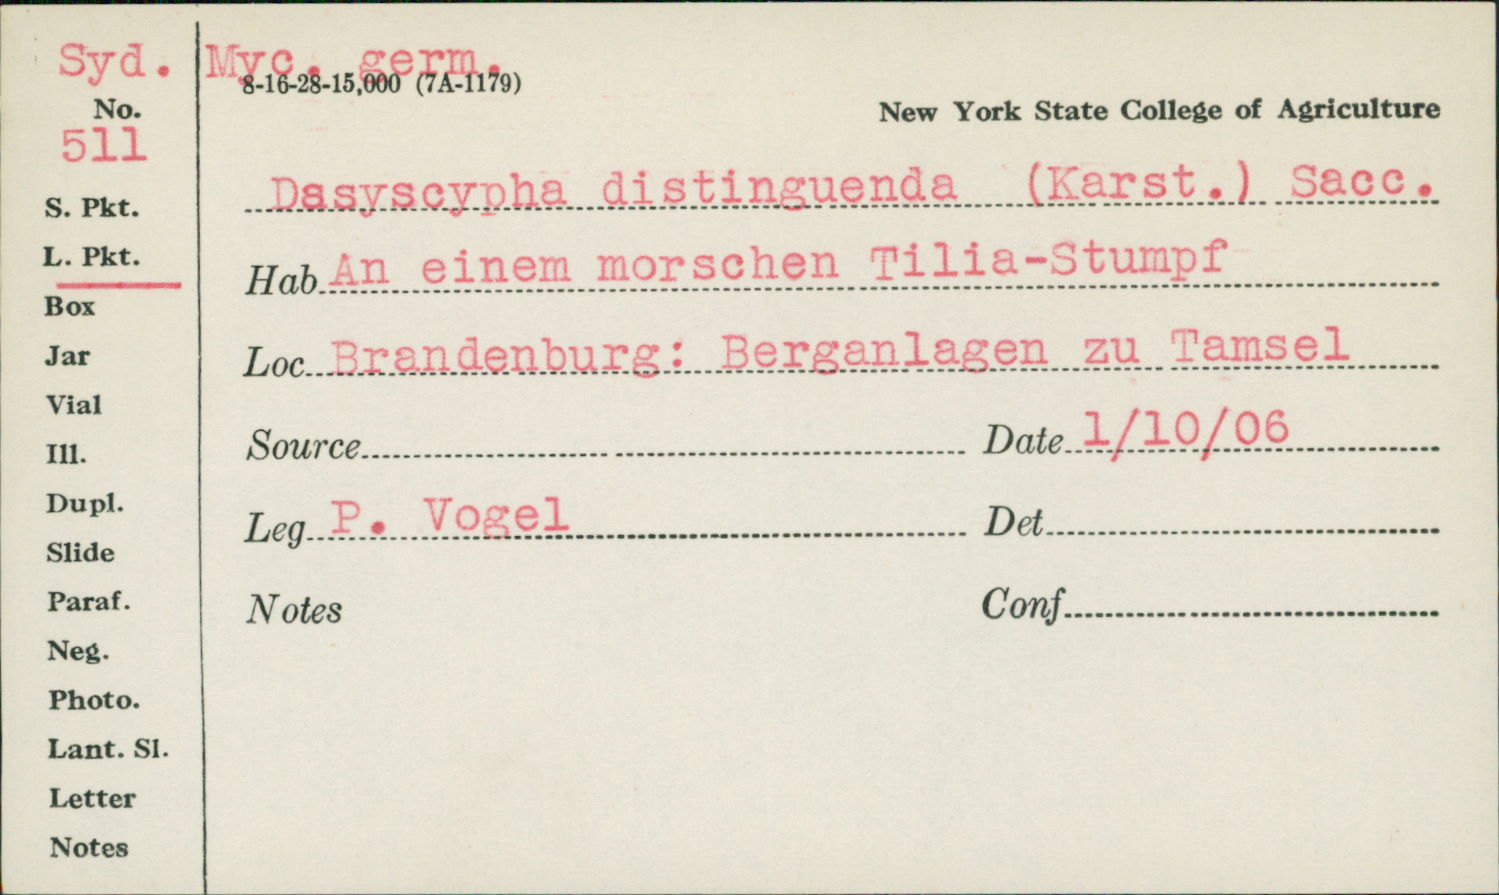 Syd. Myc. germ.
8-16-28-15,000 (7A-1179)
No.
511
New York State College of Agriculture
Dasyscypha distinguenda (Karst.) Sacc.
S. Pkt.
L. Pkt.
Hab. An einem morschen Tilia-Stumpf
Box
Jar
Loc. Brandenburg: Berganlagen zu Tamsel
Vial
Ill.
Source Date 1/10/06
Dupl.
Leg. P. Vogel Det
Slide
Paraf.
Notes Conf
Neg.
Photo.
Lant. Sl.
Letter
Notes